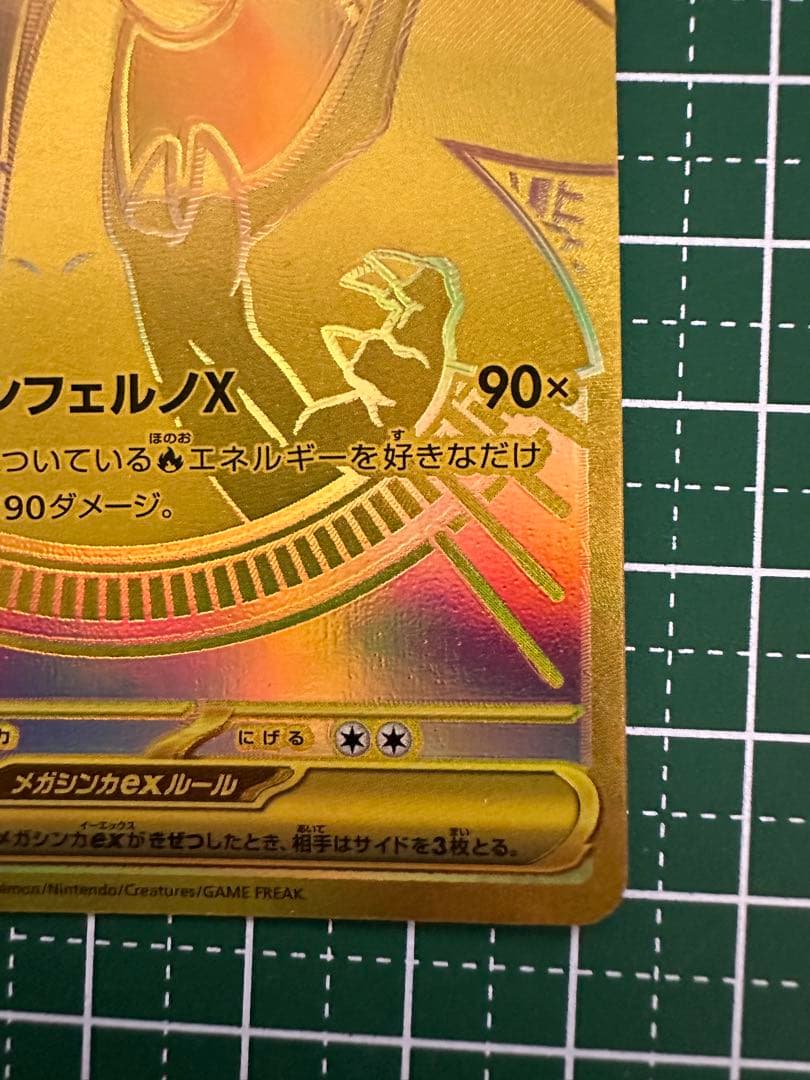 ンフェルノX 90×
ほのお す
ついているエネルギーを好きなだけ
90ダメージ。
力 にげる
メガシンカexルール
イーエックス あいて まい
メガシンカexがきぜつしたとき、相手はサイドを3枚とる。
okémon/Nintendo/Creatures/GAME FREAK